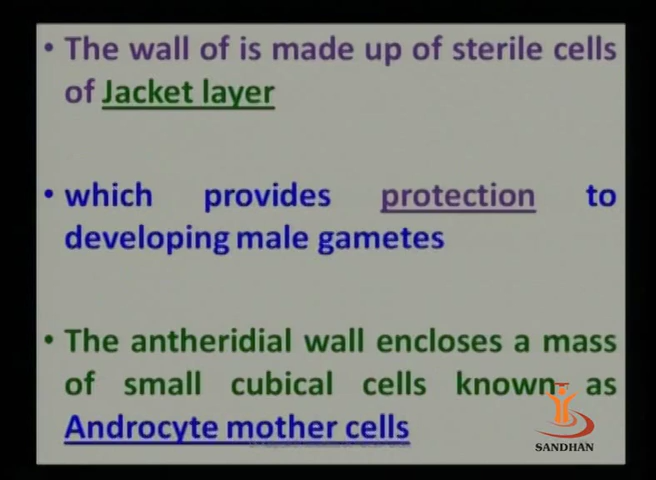 • The wall of is made up of sterile cells
of Jacket layer
• which provides protection to
developing male gametes
• The antheridial wall encloses a mass
of small cubical cells known as
Androcyte mother cells
SANDHAN